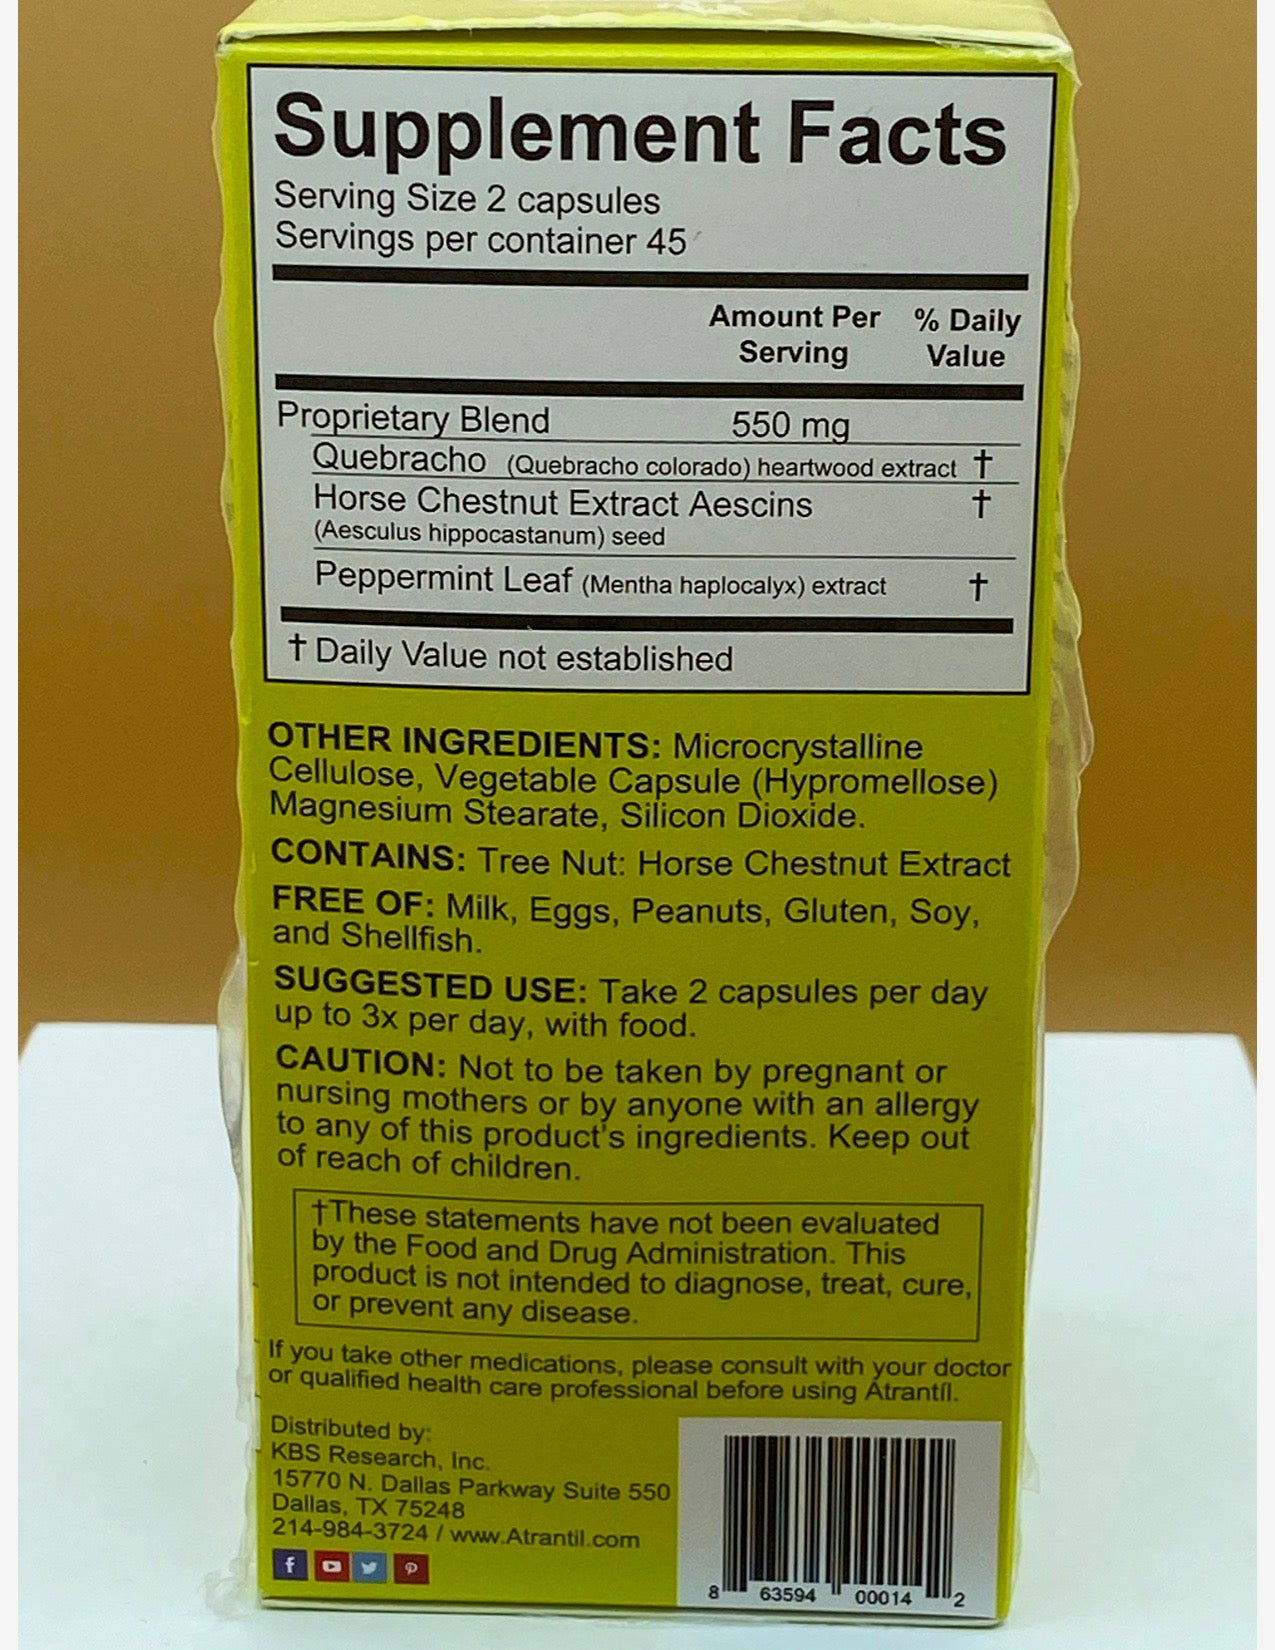 Supplement Facts
Serving Size 2 capsules
Servings per container 45
Amount Per % Daily
Serving Value
Proprietary Blend 550 mg
Quebracho (Quebracho colorado) heartwood extract †
Horse Chestnut Extract Aescins †
(Aesculus hippocastanum) seed
Peppermint Leaf (Mentha haplocalyx) extract †
† Daily Value not established
OTHER INGREDIENTS: Microcrystalline
Cellulose, Vegetable Capsule (Hypromellose)
Magnesium Stearate, Silicon Dioxide.
CONTAINS: Tree Nut: Horse Chestnut Extract
FREE OF: Milk, Eggs, Peanuts, Gluten, Soy,
and Shellfish.
SUGGESTED USE: Take 2 capsules per day
up to 3x per day, with food.
CAUTION: Not to be taken by pregnant or
nursing mothers or by anyone with an allergy
to any of this product's ingredients. Keep out
of reach of children.
†These statements have not been evaluated
by the Food and Drug Administration. This
product is not intended to diagnose, treat, cure,
or prevent any disease.
If you take other medications, please consult with your doctor
or qualified health care professional before using Atrantíl.
Distributed by:
KBS Research, Inc.
15770 N. Dallas Parkway Suite 550
Dallas, TX 75248
214-984-3724 / www.Atrantil.com
8 63594 00014 2